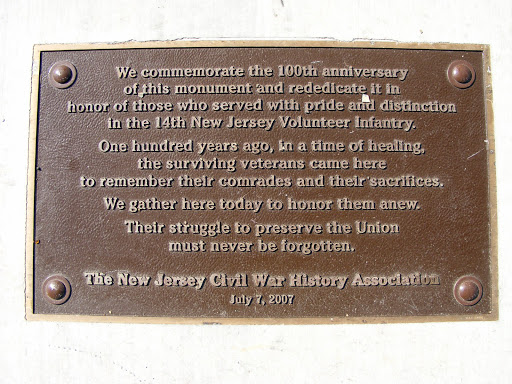 We commemorate the 100th anniversary
of this monument and rededicate it in
honor of those who served with pride and distinction
in the 14th New Jersey Volunteer Infantry.
One hundred years ago, in a time of healing,
the surviving veterans came here
to remember their comrades and their sacrifices.
We gather here today to honor them anew.
Their struggle to preserve the Union
must never be forgotten.
The New Jersey Civil War History Association
July 7, 2007